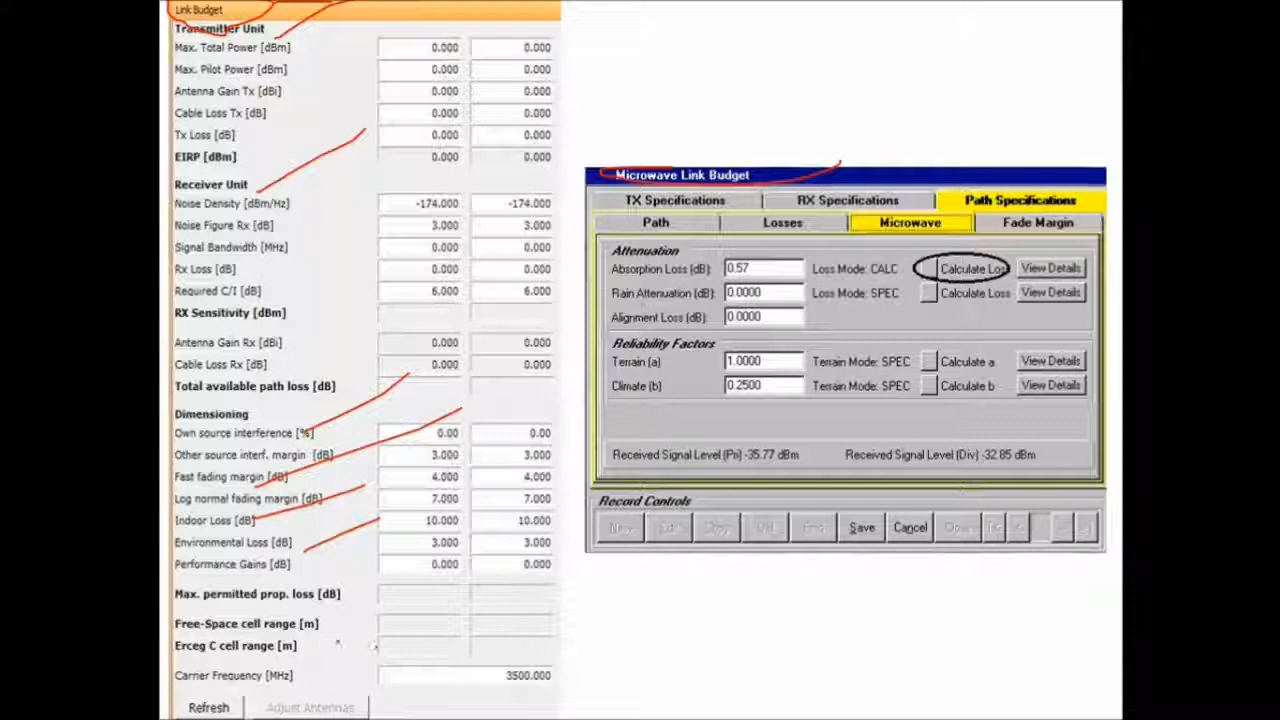 Link Budget
Transmitter Unit
Max. Total Power [dBm] 0.000 0.000
Max. Pilot Power [dBm] 0.000 0.000
Antenna Gain Tx [dBi] 0.000 0.000
Cable Loss Tx [dB] 0.000 0.000
Tx Loss [dB] 0.000 0.000
EIRP [dBm] 0.000 0.000
Receiver Unit
Noise Density [dBm/Hz] -174.000 -174.000
Noise Figure Rx [dB] 3.000 3.000
Signal Bandwidth [MHz] 0.000 0.000
Rx Loss [dB] 0.000 0.000
Required C/I [dB] 6.000 6.000
RX Sensitivity [dBm]
Antenna Gain Rx [dBi] 0.000 0.000
Cable Loss Rx [dB] 0.000 0.000
Total available path loss [dB]
Dimensioning
Own source interference [%] 0.00 0.00
Other source interf. margin [dB] 3.000 3.000
Fast fading margin [dB] 4.000 4.000
Log normal fading margin [dB] 7.000 7.000
Indoor Loss [dB] 10.000 10.000
Environmental Loss [dB] 3.000 3.000
Performance Gains [dB] 0.000 0.000
Max. permitted prop. loss [dB]
Free-Space cell range [m]
Erceg C cell range [m]
Carrier Frequency [MHz] 3500.000
Refresh Adjust Antennas
Microwave Link Budget
TX Specifications RX Specifications Path Specifications
Path Losses Microwave Fade Margin
Attenuation
Absorption Loss (dB): 0.57 Loss Mode: CALC Calculate Loss View Details
Rain Attenuation (dB): 0.0000 Loss Mode: SPEC Calculate Loss View Details
Alignment Loss (dB): 0.0000
Reliability Factors
Terrain (a) 1.0000 Terrain Mode: SPEC Calculate a View Details
Climate (b) 0.2500 Terrain Mode: SPEC Calculate b View Details
Received Signal Level (Pri) -35.77 dBm Received Signal Level (Div) -32.85 dBm
Record Controls
Save Cancel